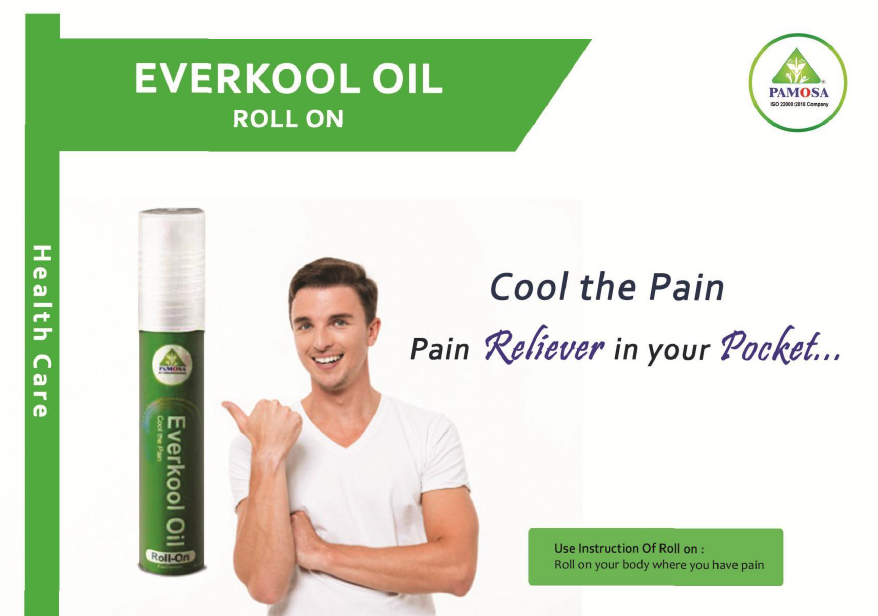 EVERKOOL OIL
ROLL ON
PAMOSA
ISO 22000:2018 Company
Health Care
Cool the Pain
Pain Reliever in your Pocket...
PAMOSA
Everkool Oil
Cool the Pain
Roll-On
Use Instruction Of Roll on :
Roll on your body where you have pain